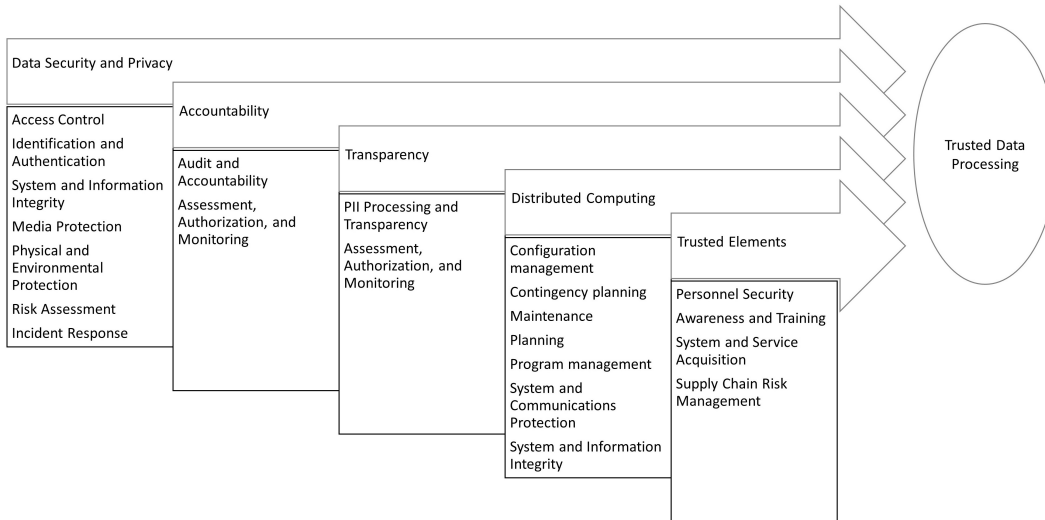 Data Security and Privacy
Access Control
Identification and
Authentication
System and Information
Integrity
Media Protection
Physical and
Environmental
Protection
Risk Assessment
Incident Response
Accountability
Audit and
Accountability
Assessment,
Authorization, and
Monitoring
Transparency
PII Processing and
Transparency
Assessment,
Authorization, and
Monitoring
Distributed Computing
Configuration
management
Contingency planning
Maintenance
Planning
Program management
System and
Communications
Protection
System and Information
Integrity
Trusted Elements
Personnel Security
Awareness and Training
System and Service
Acquisition
Supply Chain Risk
Management
Trusted Data
Processing